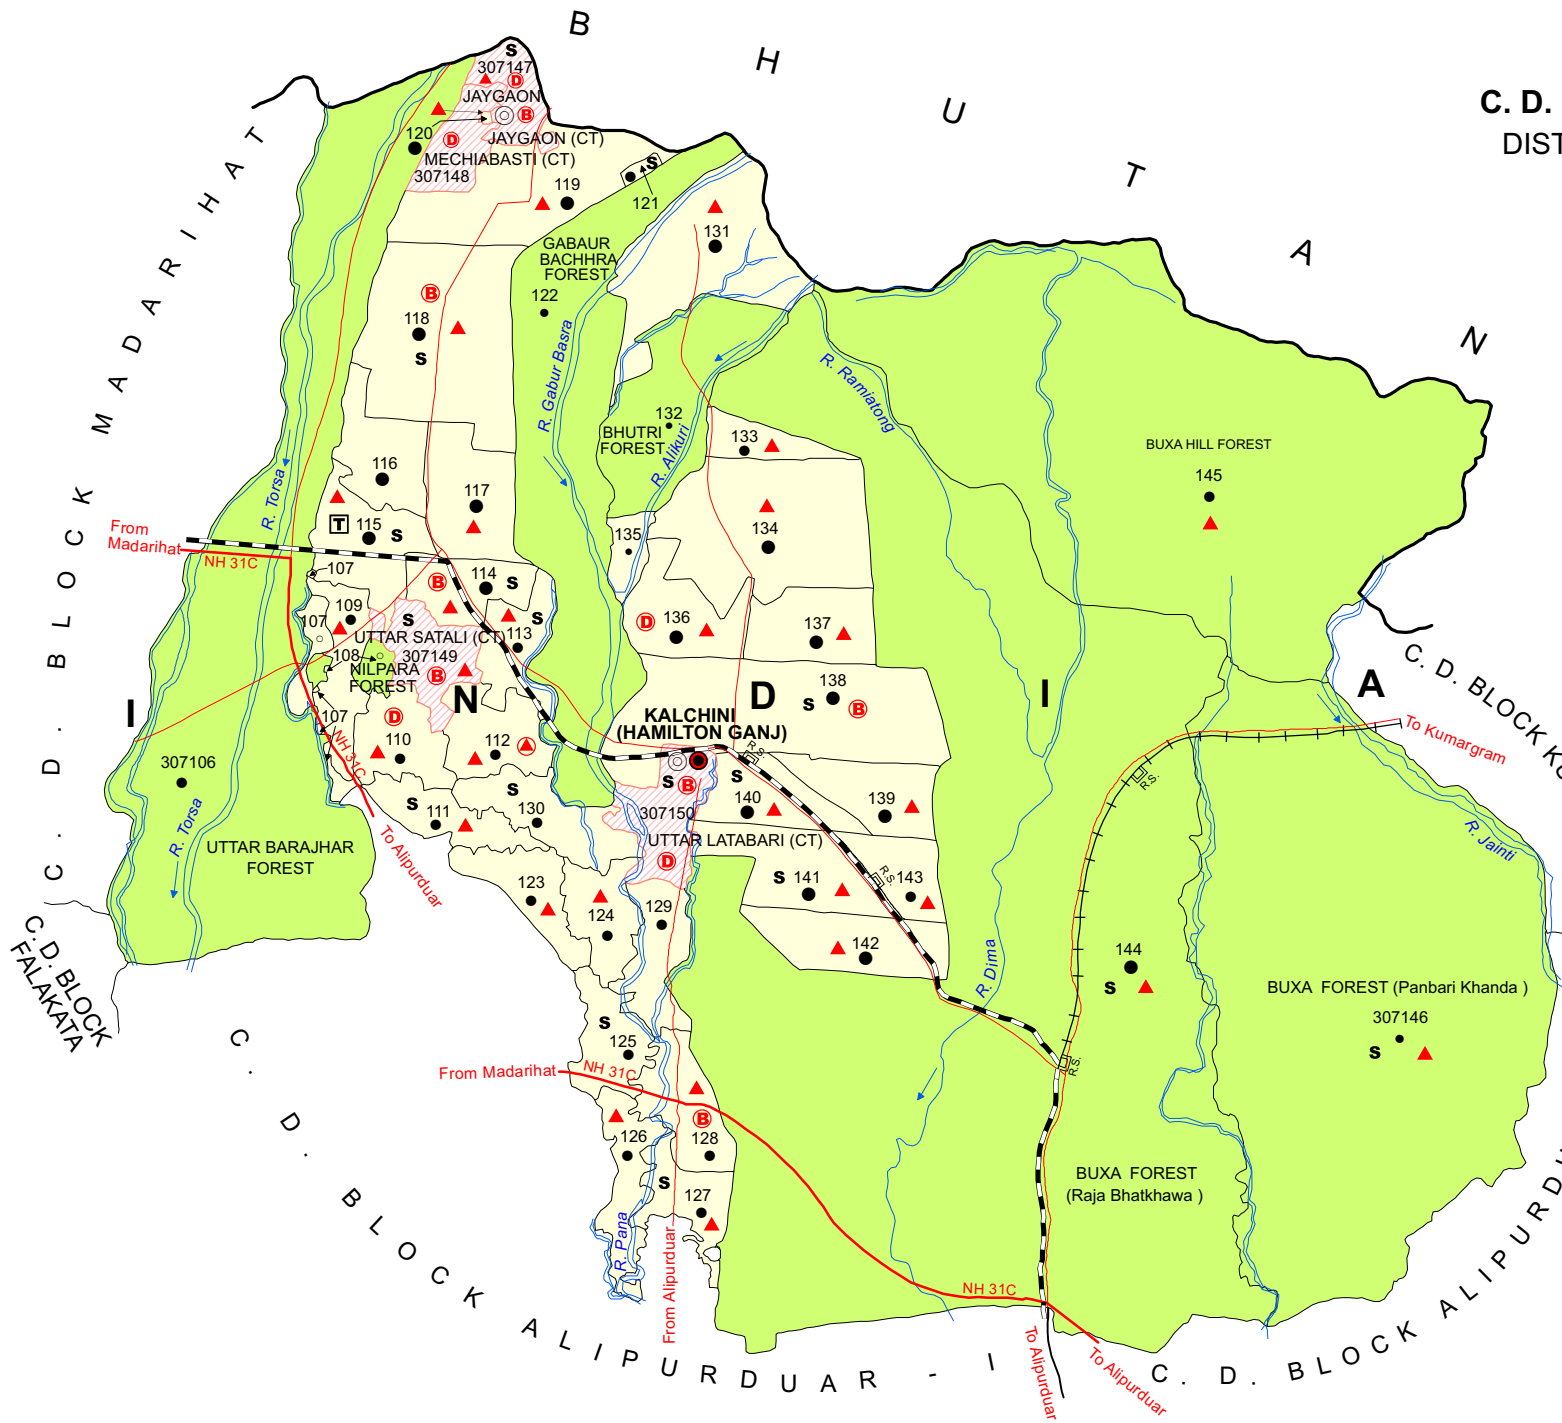 B H U T A N
C. D.
DIST
C. D. BLOCK MADARIHAT
S
307147
D
JAYGAON
B
JAYGAON (CT)
120
D
MECHIABASTI (CT)
307148
119
S
121
131
GABAUR
BACHHRA
FOREST
122
B
118
S
R. Gabur Basra
R. Ramiatong
132
BHUTRI
FOREST
R. Alikuri
133
BUXA HILL FOREST
145
116
117
R. Torsa
T
115
S
134
135
From
Madarihat
NH 31C
107
B
114
S
109
107
S
S
113
UTTAR SATALI (CT)
D
136
137
108
307149
NILPARA
FOREST
B
C. D. BLOCK KU
I N D I A
138
S
B
KALCHINI
(HAMILTON GANJ)
107
D
NH 31C
110
112
R.S.
To Kumargram
307106
S
B
S
R.S.
S
111
S
130
307150
140
139
R. Torsa
UTTAR BARAJHAR
FOREST
To Alipurduar
UTTAR LATABARI (CT)
D
R. Jainti
R.S.
123
S
141
143
124
129
C. D. BLOCK
FALAKATA
142
R. Dima
144
S
BUXA FOREST (Panbari Khanda )
307146
S
S
125
R.S.
From Madarihat
NH 31C
B
126
128
BUXA FOREST
(Raja Bhatkhawa )
S
127
R. Pana
From Alipurduar
NH 31C
To Alipurduar
To Alipurduar
C. D. BLOCK ALIPURDUAR - I
C. D. BLOCK ALIPURDU